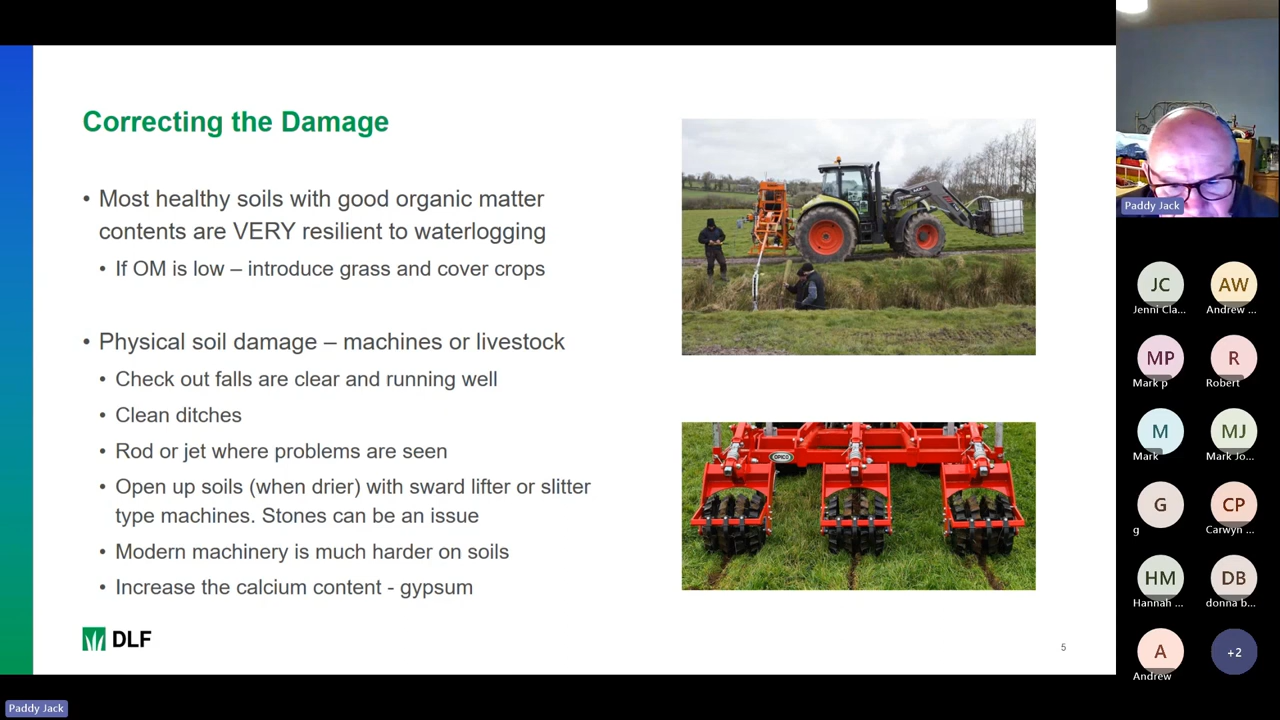 Correcting the Damage
• Most healthy soils with good organic matter
contents are VERY resilient to waterlogging
• If OM is low – introduce grass and cover crops
• Physical soil damage – machines or livestock
• Check out falls are clear and running well
• Clean ditches
• Rod or jet where problems are seen
• Open up soils (when drier) with sward lifter or slitter
type machines. Stones can be an issue
• Modern machinery is much harder on soils
• Increase the calcium content - gypsum
OPICO
DLF
5
Paddy Jack
JC
AW
Jenni Cla...
Andrew ...
MP
R
Mark p
Robert
M
MJ
Mark
Mark Jo...
G
CP
g
Carwyn ...
HM
DB
Hannah ...
donna b...
A
+2
Andrew
Paddy Jack